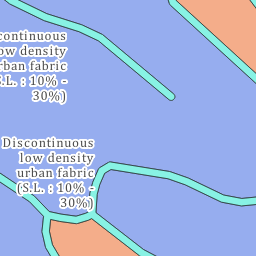 continuous
low density
urban fabric
S.L. : 10% -
30%)
Discontinuous
low density
urban fabric
(S.L. : 10% -
30%)